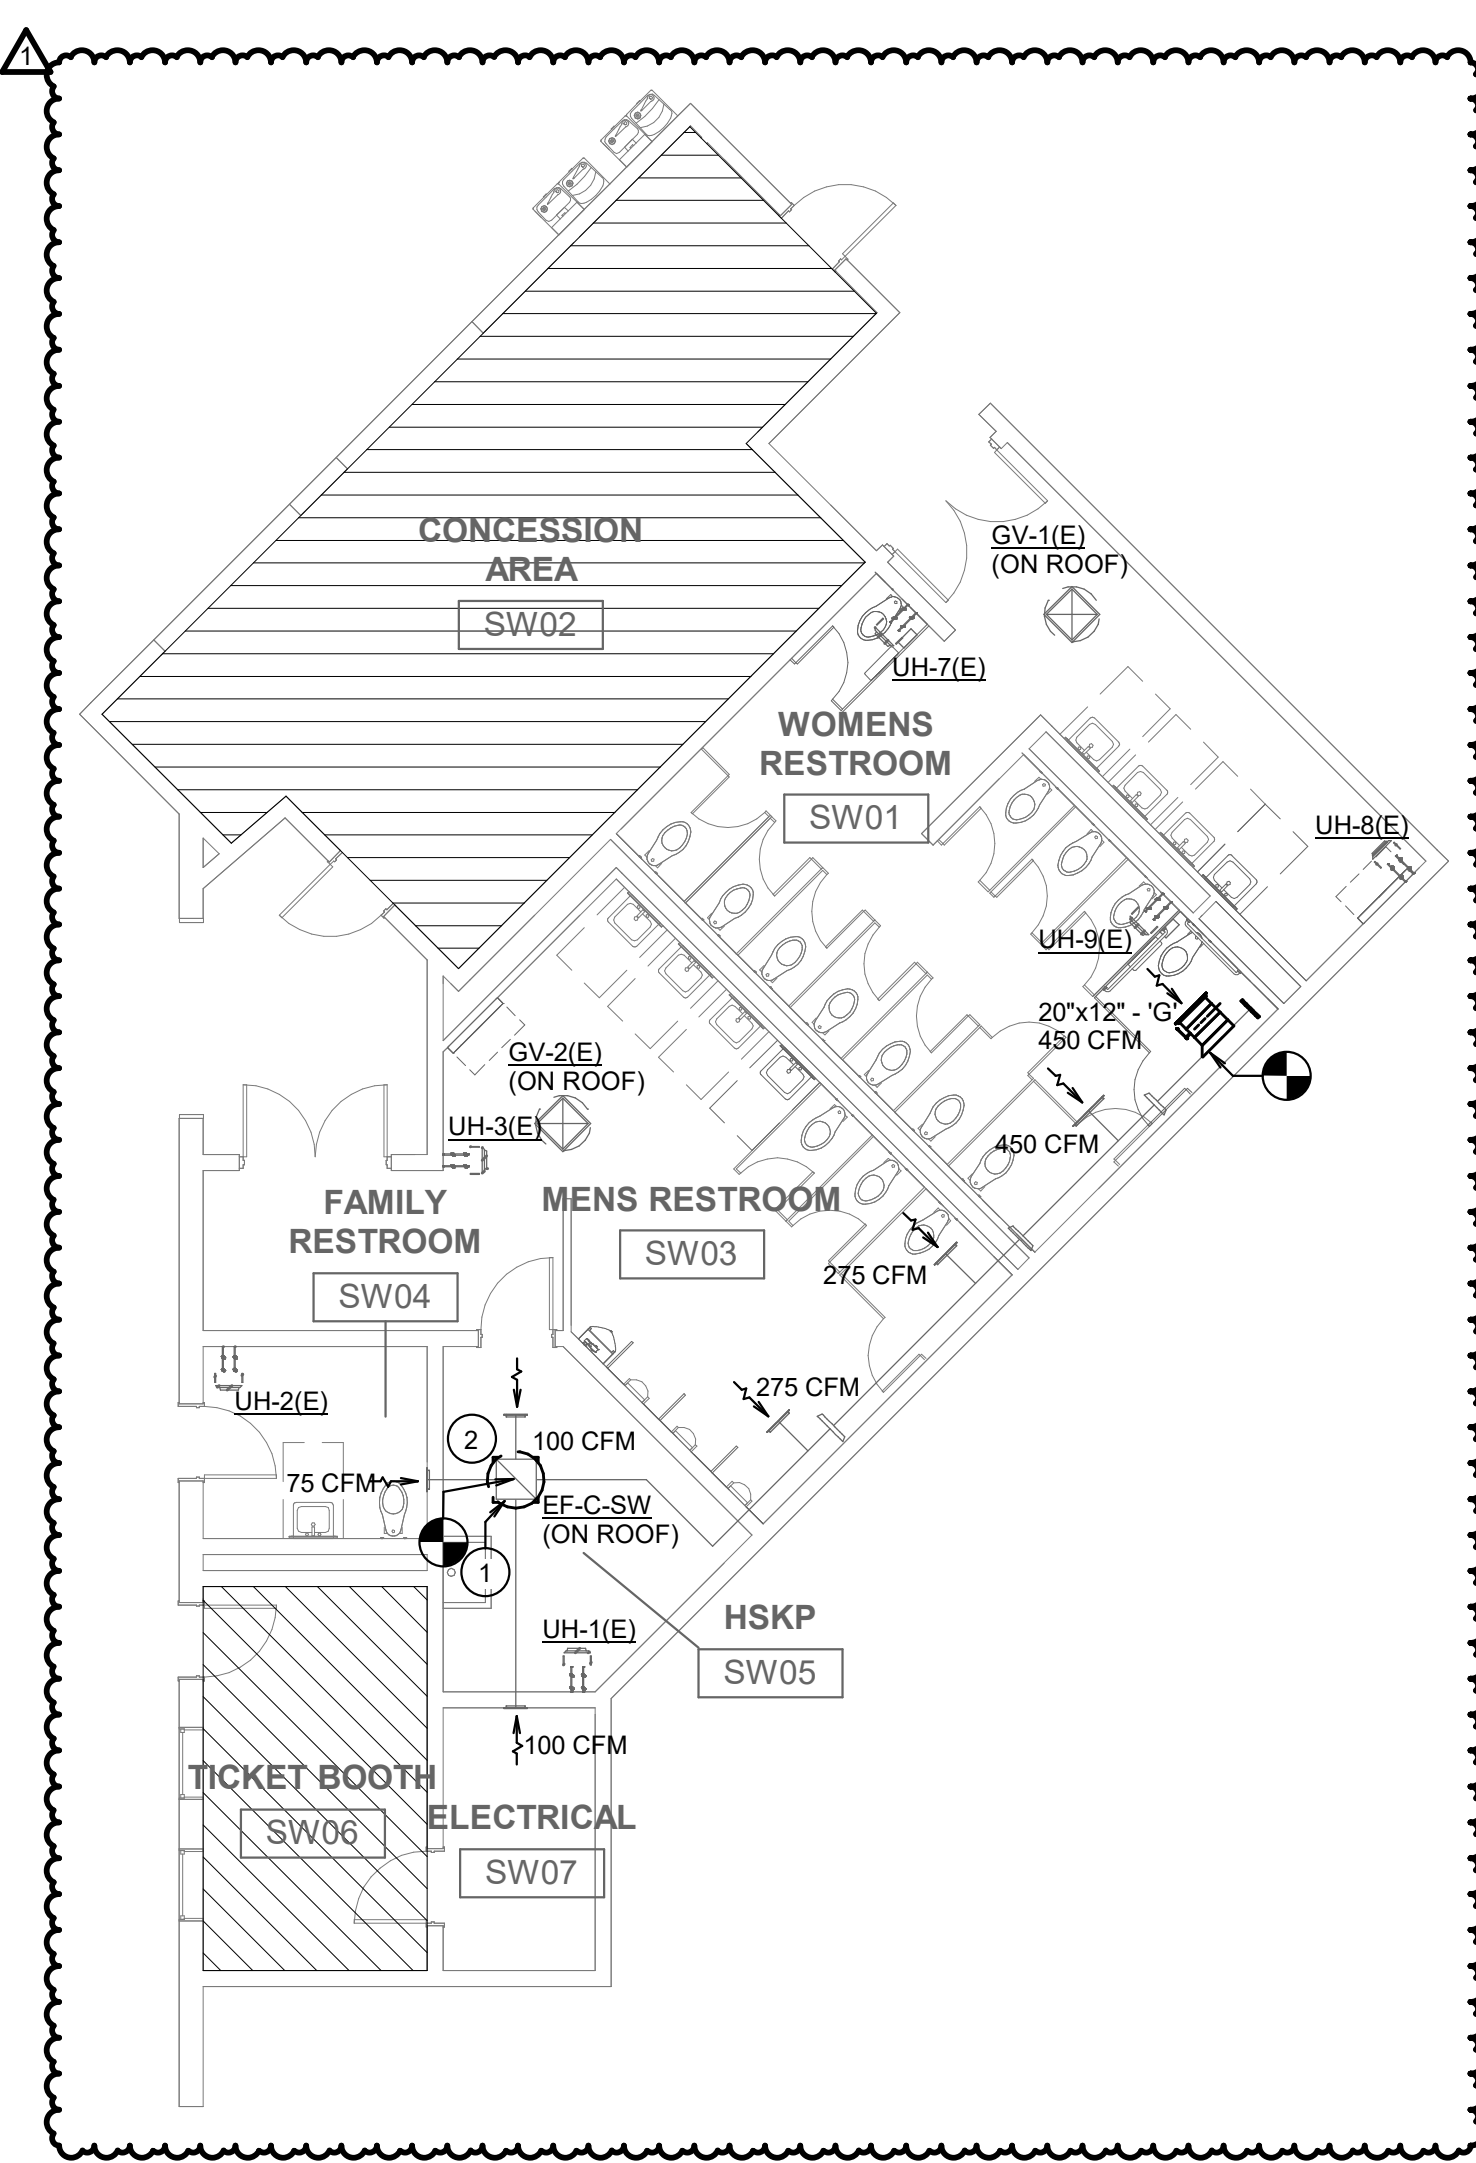 1
CONCESSION
AREA
SW02
GV-1(E)
(ON ROOF)
UH-7(E)
WOMENS
RESTROOM
SW01
UH-8(E)
UH-9(E)
20"x12" - 'G'
450 CFM
450 CFM
GV-2(E)
(ON ROOF)
UH-3(E)
FAMILY
RESTROOM
SW04
MENS RESTROOM
SW03
275 CFM
275 CFM
UH-2(E)
2
100 CFM
75 CFM
EF-C-SW
(ON ROOF)
1
HSKP
SW05
UH-1(E)
100 CFM
TICKET BOOTH
SW06
ELECTRICAL
SW07